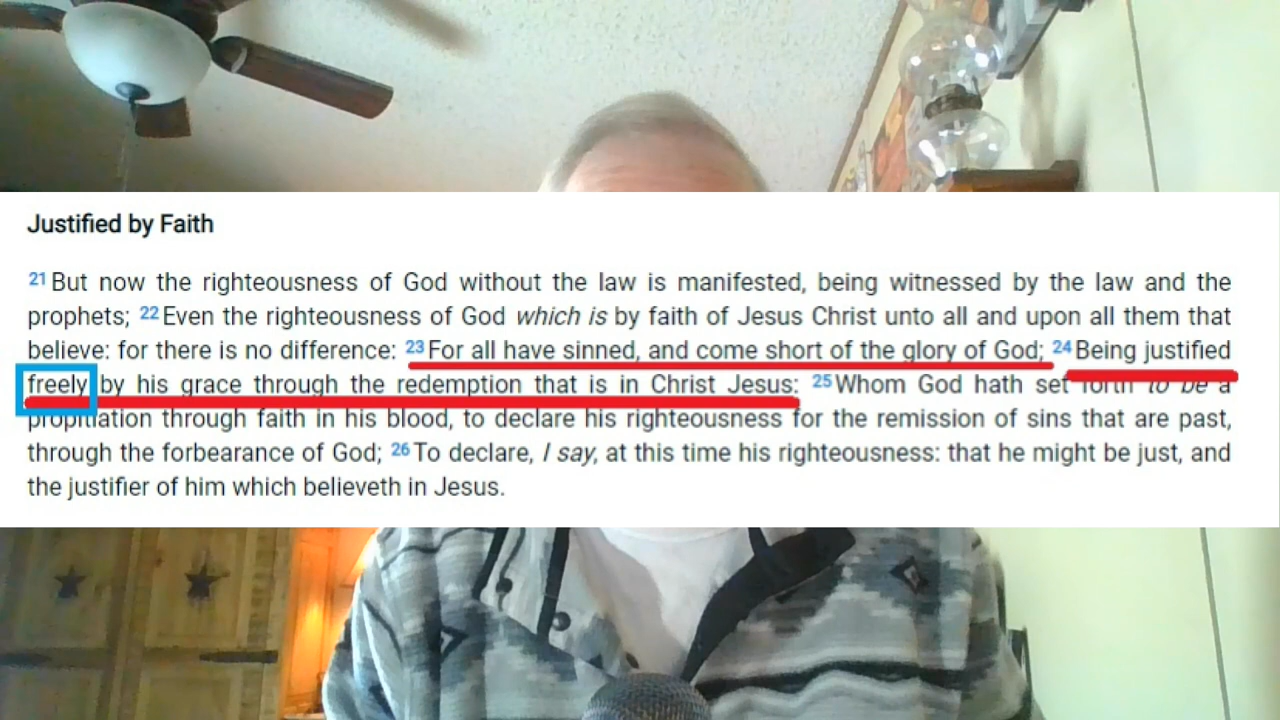 Justified by Faith
21 But now the righteousness of God without the law is manifested, being witnessed by the law and the
prophets; 22 Even the righteousness of God which is by faith of Jesus Christ unto all and upon all them that
believe: for there is no difference: 23 For all have sinned, and come short of the glory of God; 24 Being justified
freely by his grace through the redemption that is in Christ Jesus: 25 Whom God hath set forth to be a
propitiation through faith in his blood, to declare his righteousness for the remission of sins that are past,
through the forbearance of God; 26 To declare, I say, at this time his righteousness: that he might be just, and
the justifier of him which believeth in Jesus.